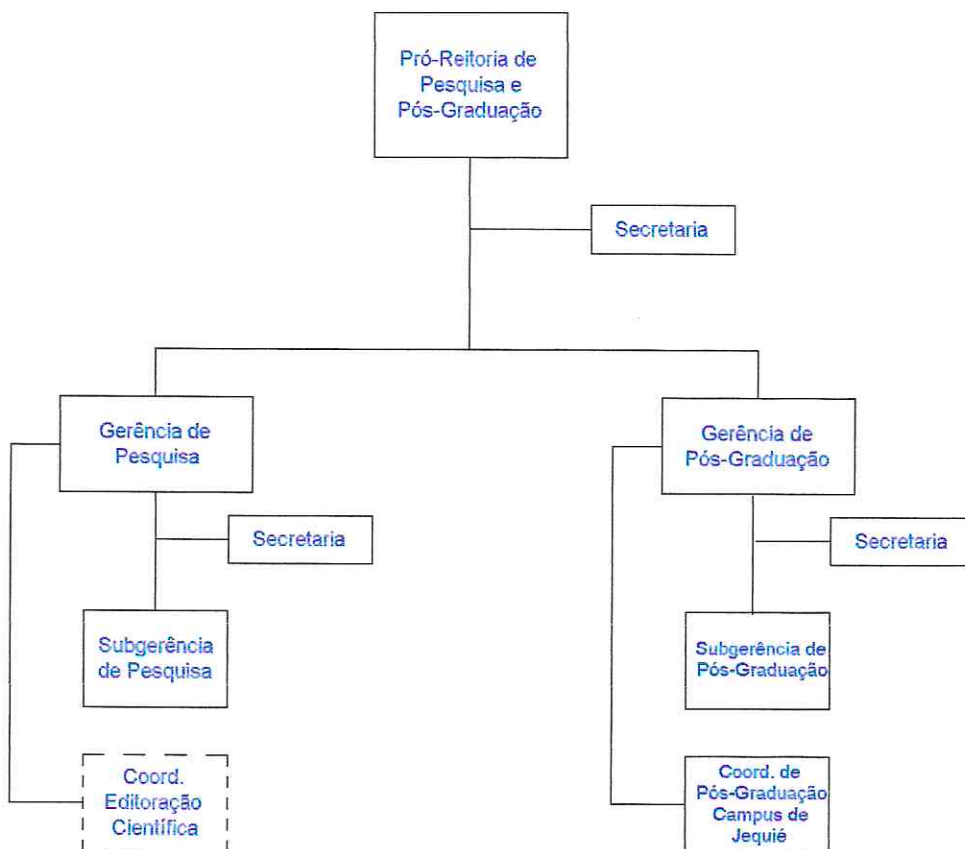 Pró-Reitoria de
Pesquisa e
Pós-Graduação
Secretaria
Gerência de
Pesquisa
Gerência de
Pós-Graduação
Secretaria
Secretaria
Subgerência
de Pesquisa
Subgerência de
Pós-Graduação
Coord.
Editoração
Científica
Coord. de
Pós-Graduação
Campus de
Jequié